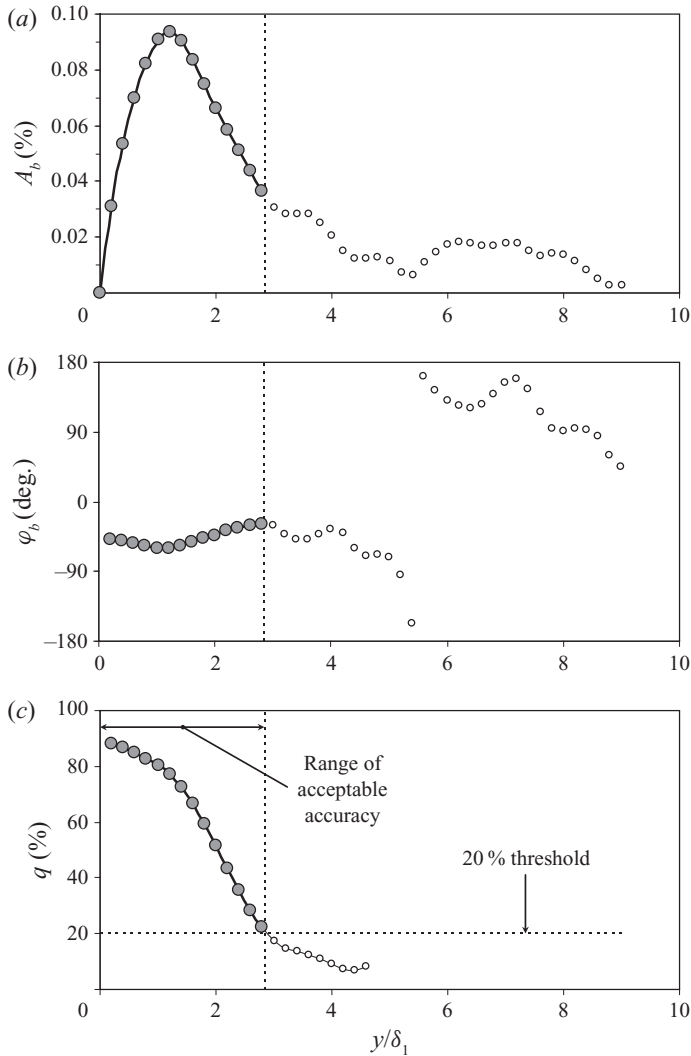 (a)
0.10
0.08
0.06
0.04
0.02
A_b (%)
0 2 4 6 8 10
(b)
180
90
0
–90
–180
φ_b (deg.)
0 2 4 6 8 10
(c)
100
80
60
40
20
q (%)
Range of
acceptable
accuracy
20 % threshold
0 2 4 6 8 10
y/δ₁